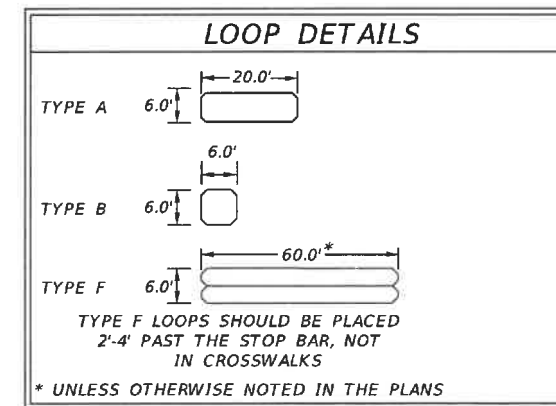 LOOP DETAILS
20.0'
TYPE A 6.0'
6.0'
TYPE B 6.0'
60.0'*
TYPE F 6.0'
TYPE F LOOPS SHOULD BE PLACED
2'-4' PAST THE STOP BAR, NOT
IN CROSSWALKS
* UNLESS OTHERWISE NOTED IN THE PLANS